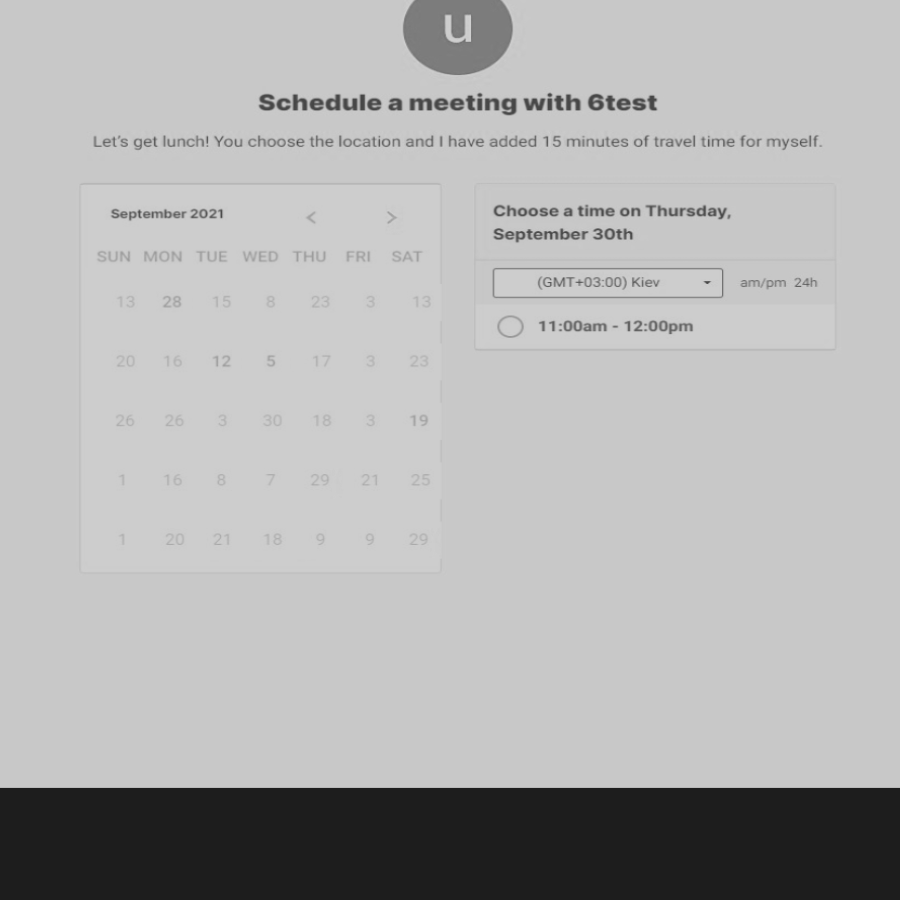 u
Schedule a meeting with 6test
Let's get lunch! You choose the location and I have added 15 minutes of travel time for myself.
September 2021 < >
SUN MON TUE WED THU FRI SAT
13 28 15 8 23 3 13
20 16 12 5 17 3 23
26 26 3 30 18 3 19
1 16 8 7 29 21 25
1 20 21 18 9 9 29
Choose a time on Thursday,
September 30th
(GMT+03:00) Kiev am/pm 24h
11:00am - 12:00pm